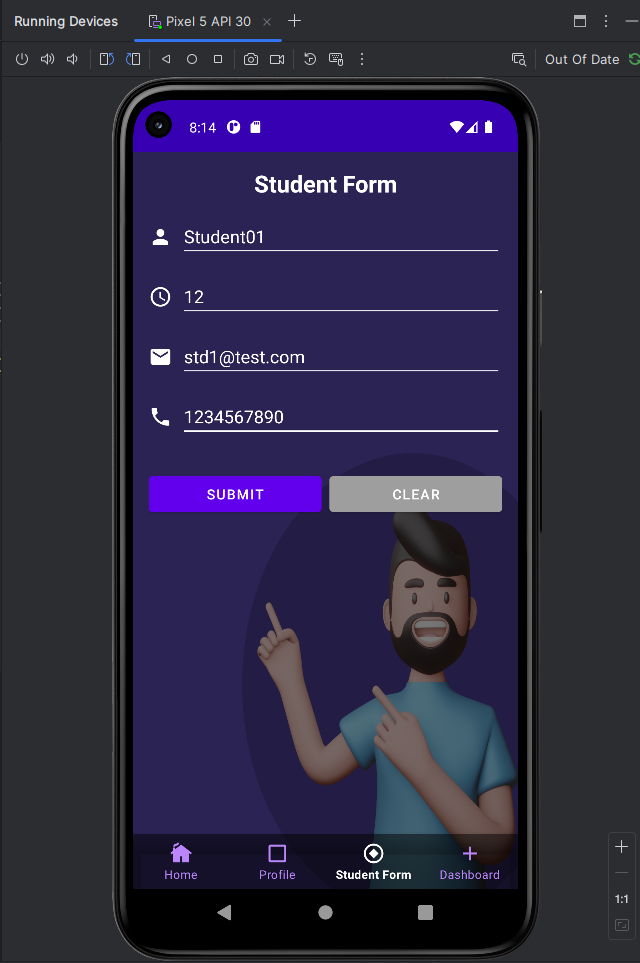 Running Devices
Pixel 5 API 30
Out Of Date
8:14
Student Form
Student01
12
std1@test.com
1234567890
SUBMIT
CLEAR
Home
Profile
Student Form
Dashboard
1:1